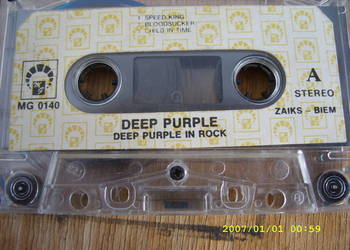 1. SPEED KING
2. BLOODSUCKER
3. CHILD IN TIME
MG 0140
A
STEREO
ZAIKS - BIEM
DEEP PURPLE
DEEP PURPLE IN ROCK
2007/01/01 00:59